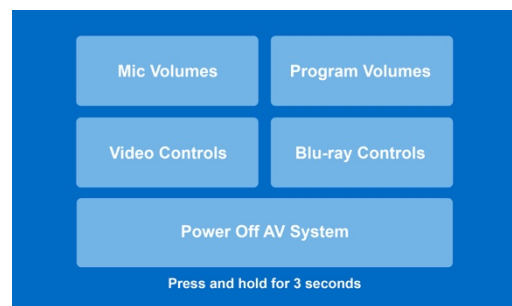 Mic Volumes
Program Volumes
Video Controls
Blu-ray Controls
Power Off AV System
Press and hold for 3 seconds